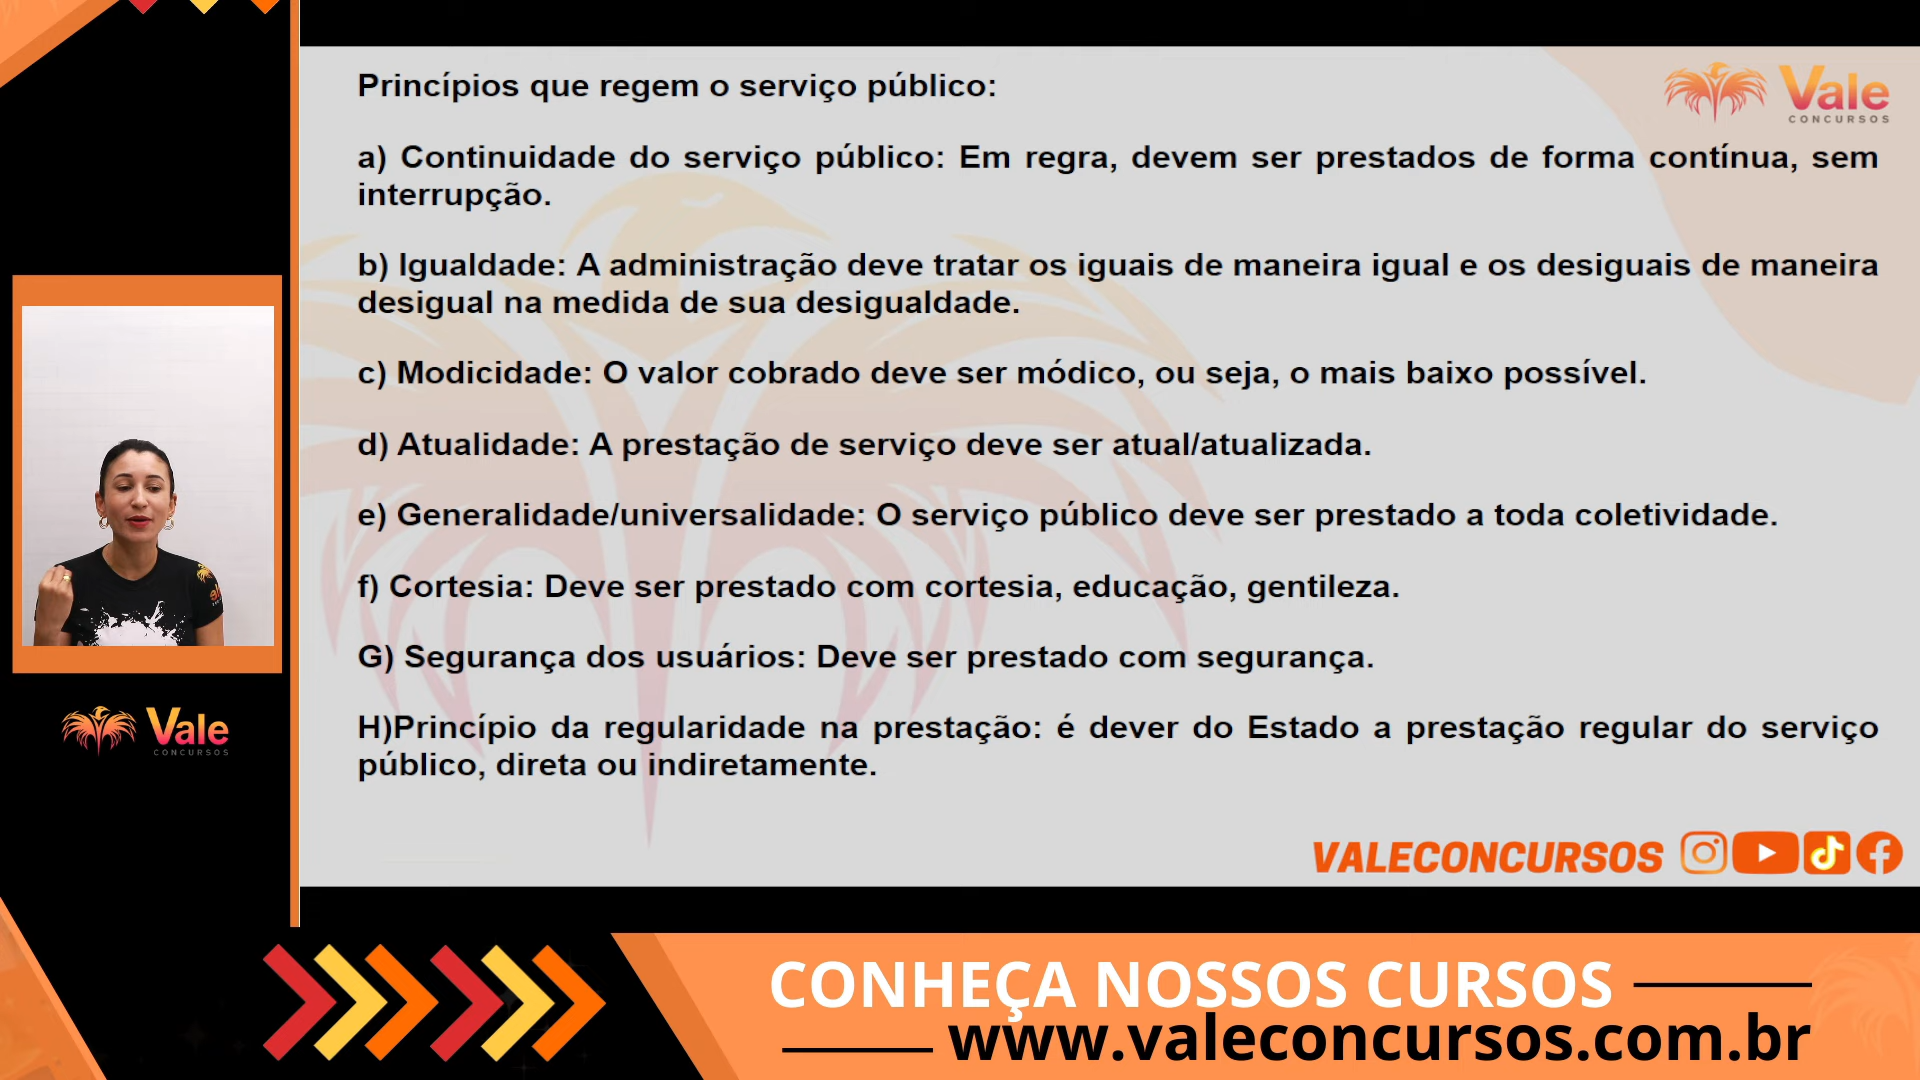 Princípios que regem o serviço público:
Vale
CONCURSOS
a) Continuidade do serviço público: Em regra, devem ser prestados de forma contínua, sem
interrupção.
b) Igualdade: A administração deve tratar os iguais de maneira igual e os desiguais de maneira
desigual na medida de sua desigualdade.
c) Modicidade: O valor cobrado deve ser módico, ou seja, o mais baixo possível.
d) Atualidade: A prestação de serviço deve ser atual/atualizada.
e) Generalidade/universalidade: O serviço público deve ser prestado a toda coletividade.
f) Cortesia: Deve ser prestado com cortesia, educação, gentileza.
G) Segurança dos usuários: Deve ser prestado com segurança.
H)Princípio da regularidade na prestação: é dever do Estado a prestação regular do serviço
público, direta ou indiretamente.
Vale
CONCURSOS
VALECONCURSOS
CONHEÇA NOSSOS CURSOS
www.valeconcursos.com.br